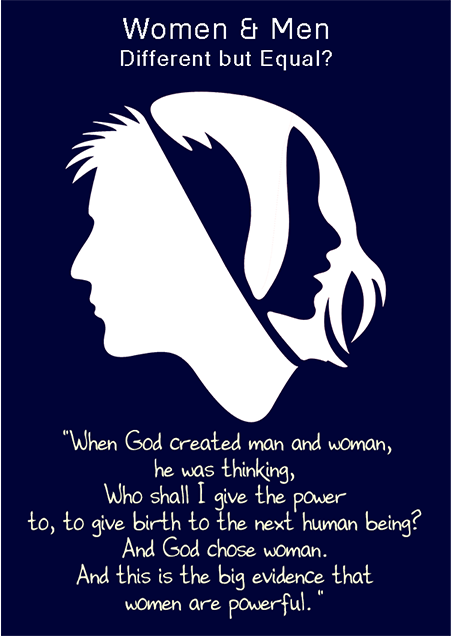 Women & Men
Different but Equal?
"When God created man and woman,
he was thinking,
Who shall I give the power
to, to give birth to the next human being?
And God chose woman.
And this is the big evidence that
women are powerful."